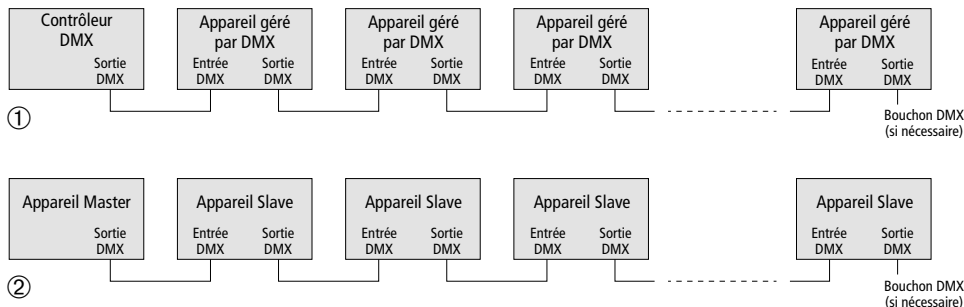 Contrôleur
DMX
Sortie
DMX
Appareil géré
par DMX
Entrée Sortie
DMX DMX
Appareil géré
par DMX
Entrée Sortie
DMX DMX
Appareil géré
par DMX
Entrée Sortie
DMX DMX
Appareil géré
par DMX
Entrée Sortie
DMX DMX
Bouchon DMX
(si nécessaire)
①
Appareil Master
Sortie
DMX
Appareil Slave
Entrée Sortie
DMX DMX
Appareil Slave
Entrée Sortie
DMX DMX
Appareil Slave
Entrée Sortie
DMX DMX
Appareil Slave
Entrée Sortie
DMX DMX
Bouchon DMX
(si nécessaire)
②